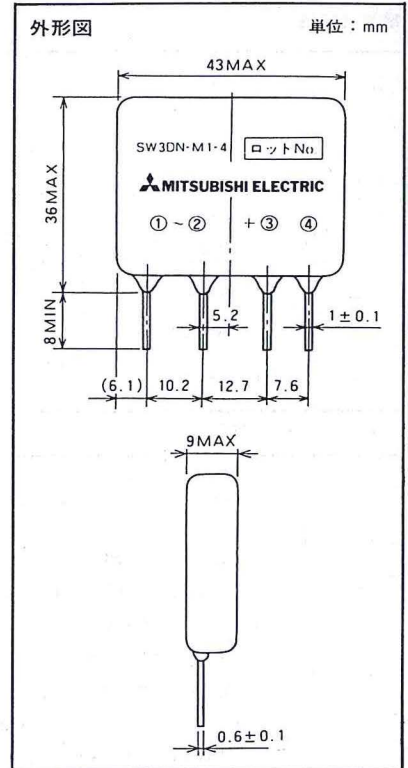 外形図 単位：mm
43MAX
36MAX
SW3DN-M1-4 ロットNo.
MITSUBISHI ELECTRIC
① ~ ② + ③ ④
8MIN
5.2 1±0.1
(6.1) 10.2 12.7 7.6
9MAX
0.6±0.1